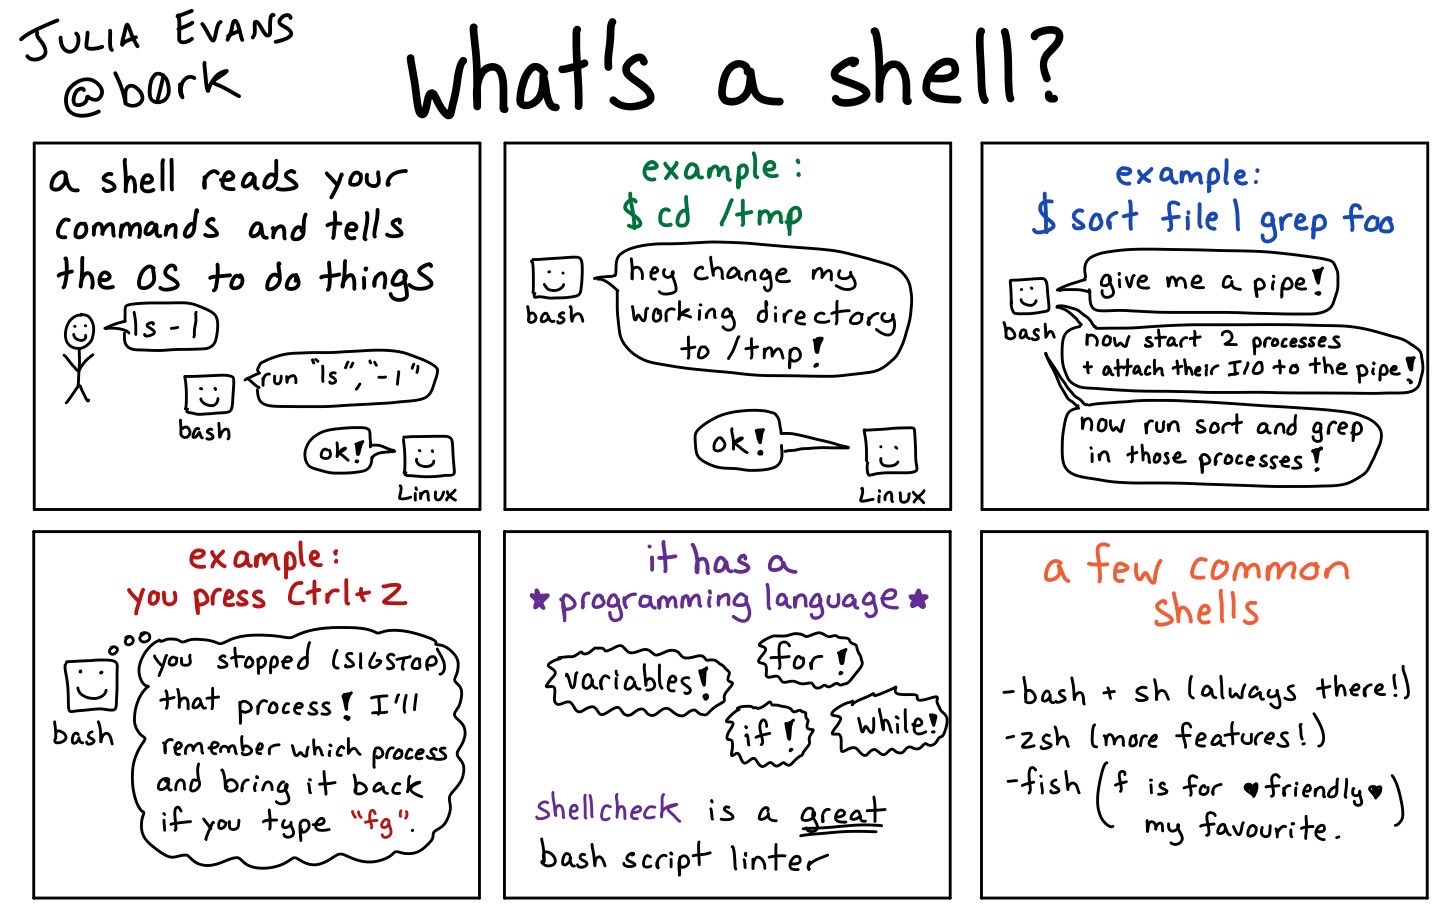 JULIA EVANS
@b0rk
what's a shell?
a shell reads your
commands and tells
the OS to do things
ls -l
run "ls", "-l"
bash
ok!
Linux
example:
$ cd /tmp
hey change my
working directory
to /tmp!
bash
ok!
Linux
example:
$ sort file | grep foo
give me a pipe!
bash
now start 2 processes
+ attach their I/O to the pipe!
now run sort and grep
in those processes!
example:
you press Ctrl+Z
you stopped (SIGSTOP)
that process! I'll
remember which process
and bring it back
if you type "fg".
bash
it has a
★ programming language ★
variables!
for!
if!
while!
shellcheck is a great
bash script linter
a few common
shells
-bash + sh (always there!)
-zsh (more features!)
-fish (f is for ♥friendly♥
my favourite.)